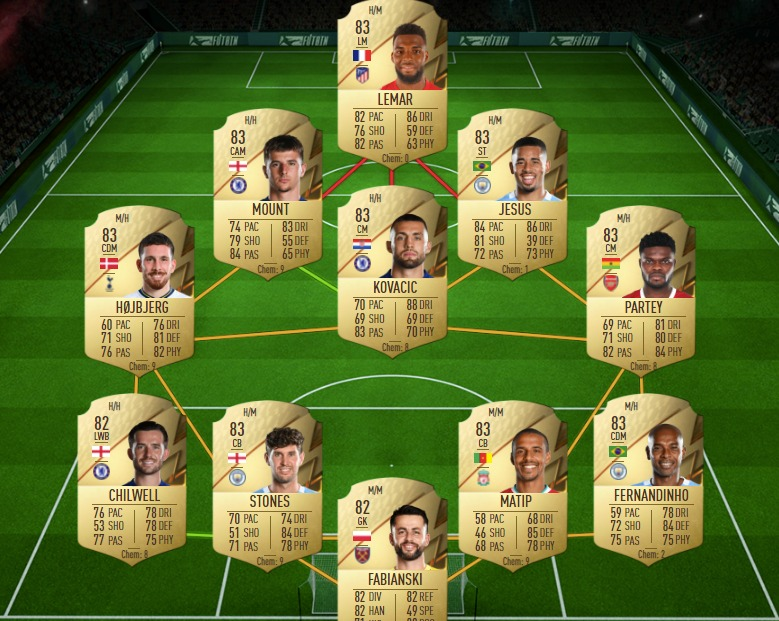 FUTBIN FUTBIN FUTBIN FUTBIN
H/M
83
LM
LEMAR
82 PAC 86 DRI
76 SHO 59 DEF
82 PAS 63 PHY
Chem: 0
H/H
83
CAM
MOUNT
74 PAC 83 DRI
79 SHO 55 DEF
84 PAS 65 PHY
Chem: 9
H/M
83
ST
JESUS
84 PAC 86 DRI
81 SHO 39 DEF
72 PAS 73 PHY
Chem: 1
H/H
83
CM
KOVACIC
70 PAC 88 DRI
69 SHO 69 DEF
83 PAS 70 PHY
Chem: 8
M/H
83
CDM
HØJBJERG
60 PAC 76 DRI
71 SHO 81 DEF
76 PAS 82 PHY
Chem: 9
M/H
83
CM
PARTEY
69 PAC 81 DRI
71 SHO 80 DEF
82 PAS 84 PHY
Chem: 8
H/H
82
LWB
CHILWELL
76 PAC 78 DRI
53 SHO 78 DEF
77 PAS 75 PHY
Chem: 8
H/M
83
CB
STONES
70 PAC 74 DRI
51 SHO 84 DEF
71 PAS 78 PHY
Chem: 9
M/M
83
CB
MATIP
58 PAC 68 DRI
46 SHO 85 DEF
68 PAS 78 PHY
Chem: 9
M/H
83
CDM
FERNANDINHO
59 PAC 78 DRI
72 SHO 84 DEF
75 PAS 75 PHY
Chem: 2
M/M
82
GK
FABIANSKI
82 DIV 82 REF
82 HAN 49 SPE